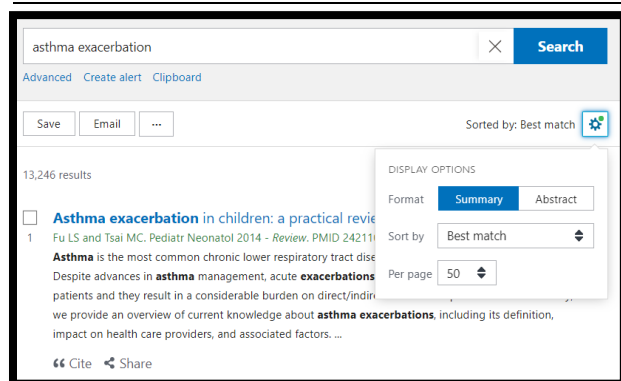 asthma exacerbation
Search
Advanced Create alert Clipboard
Save Email ... Sorted by: Best match
13,246 results
DISPLAY OPTIONS
Format Summary Abstract
Sort by Best match
Per page 50
Asthma exacerbation in children: a practical revie
1 Fu LS and Tsai MC. Pediatr Neonatol 2014 - Review. PMID 24211
Asthma is the most common chronic lower respiratory tract dise
Despite advances in asthma management, acute exacerbations
patients and they result in a considerable burden on direct/indir
we provide an overview of current knowledge about asthma exacerbations, including its definition,
impact on health care providers, and associated factors. ...
Cite Share